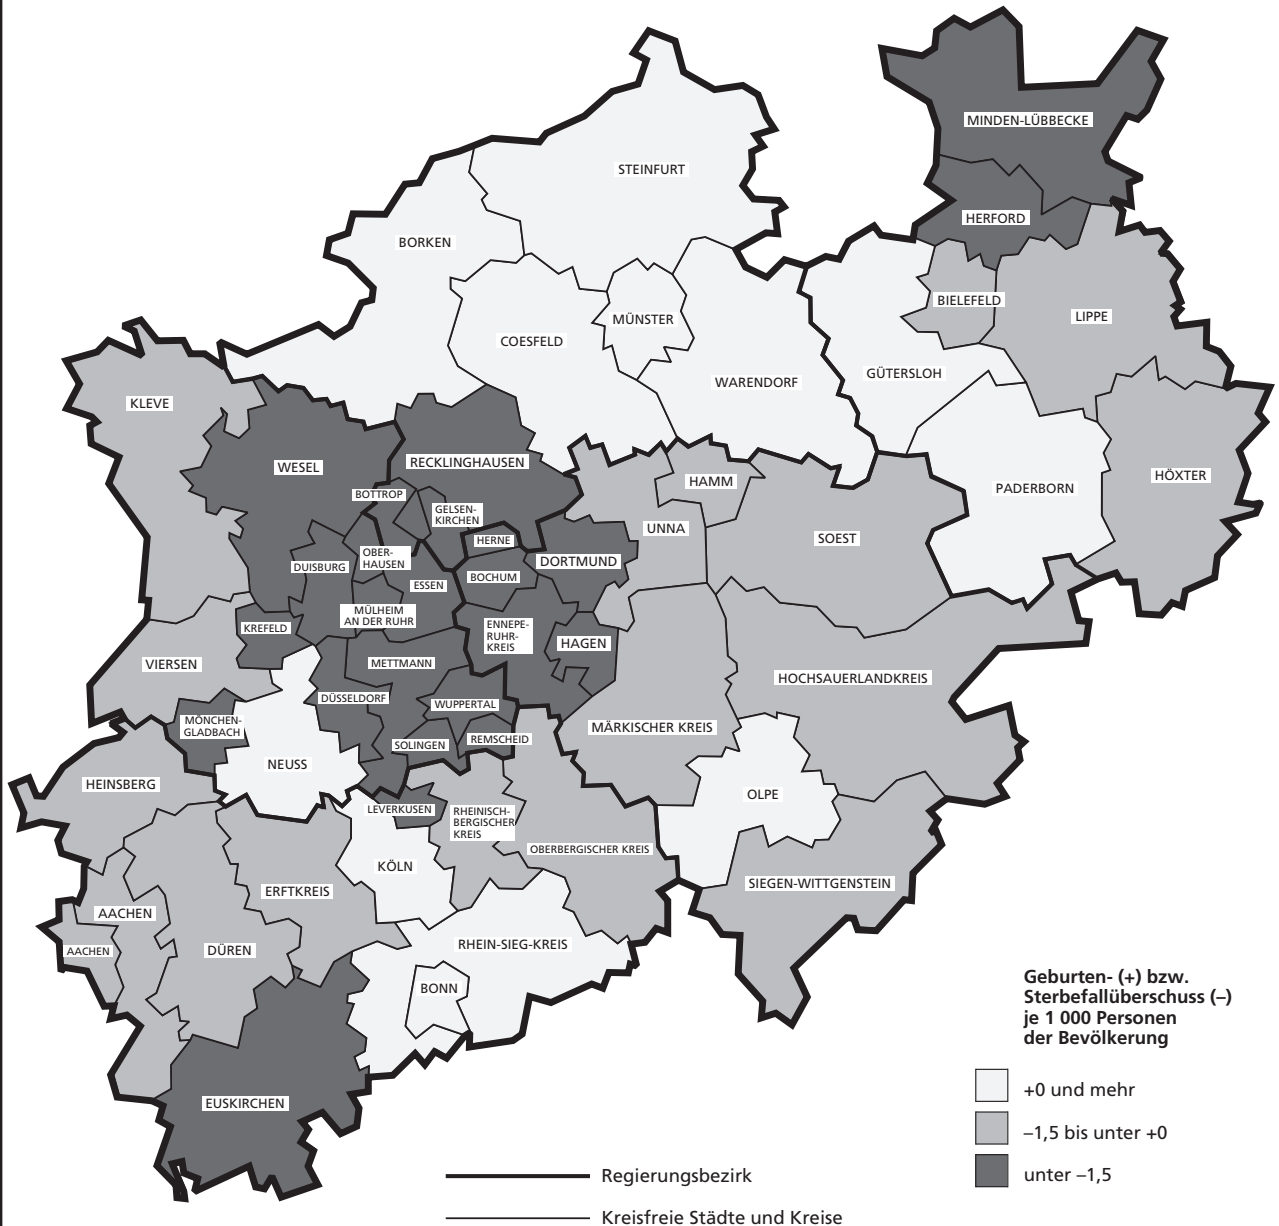 MINDEN-LÜBBECKE
STEINFURT
HERFORD
BORKEN
BIELEFELD
LIPPE
MÜNSTER
COESFELD
GÜTERSLOH
WARENDORF
KLEVE
RECKLINGHAUSEN
WESEL
HÖXTER
HAMM
PADERBORN
BOTTROP
GELSEN-
KIRCHEN
UNNA
SOEST
HERNE
OBER-
HAUSEN
DORTMUND
DUISBURG
BOCHUM
ESSEN
MÜLHEIM
AN DER RUHR
KREFELD
ENNEPE-
RUHR-
KREIS
HAGEN
VIERSEN
METTMANN
HOCHSAUERLANDKREIS
DÜSSELDORF
WUPPERTAL
MÖNCHEN-
GLADBACH
MÄRKISCHER KREIS
SOLINGEN
REMSCHEID
NEUSS
HEINSBERG
OLPE
LEVERKUSEN
RHEINISCH-
BERGISCHER
KREIS
OBERBERGISCHER KREIS
KÖLN
SIEGEN-WITTGENSTEIN
ERFTKREIS
AACHEN
RHEIN-SIEG-KREIS
AACHEN
DÜREN
BONN
EUSKIRCHEN
Geburten- (+) bzw.
Sterbefallüberschuss (–)
je 1 000 Personen
der Bevölkerung
+0 und mehr
–1,5 bis unter +0
unter –1,5
Regierungsbezirk
Kreisfreie Städte und Kreise